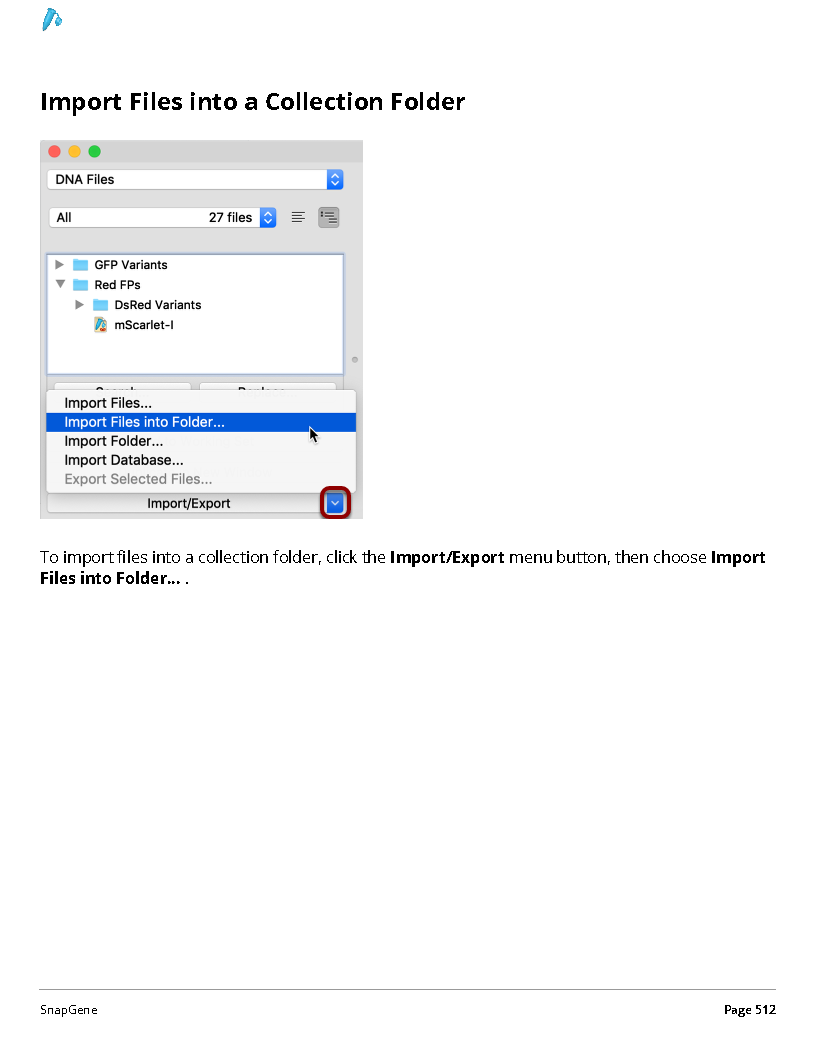 Import Files into a Collection Folder
DNA Files
All 27 files
GFP Variants
Red FPs
DsRed Variants
mScarlet-I
Import Files...
Import Files into Folder...
Import Folder...
Import Database...
Export Selected Files...
Import/Export
To import files into a collection folder, click the Import/Export menu button, then choose Import
Files into Folder... .
SnapGene Page 512